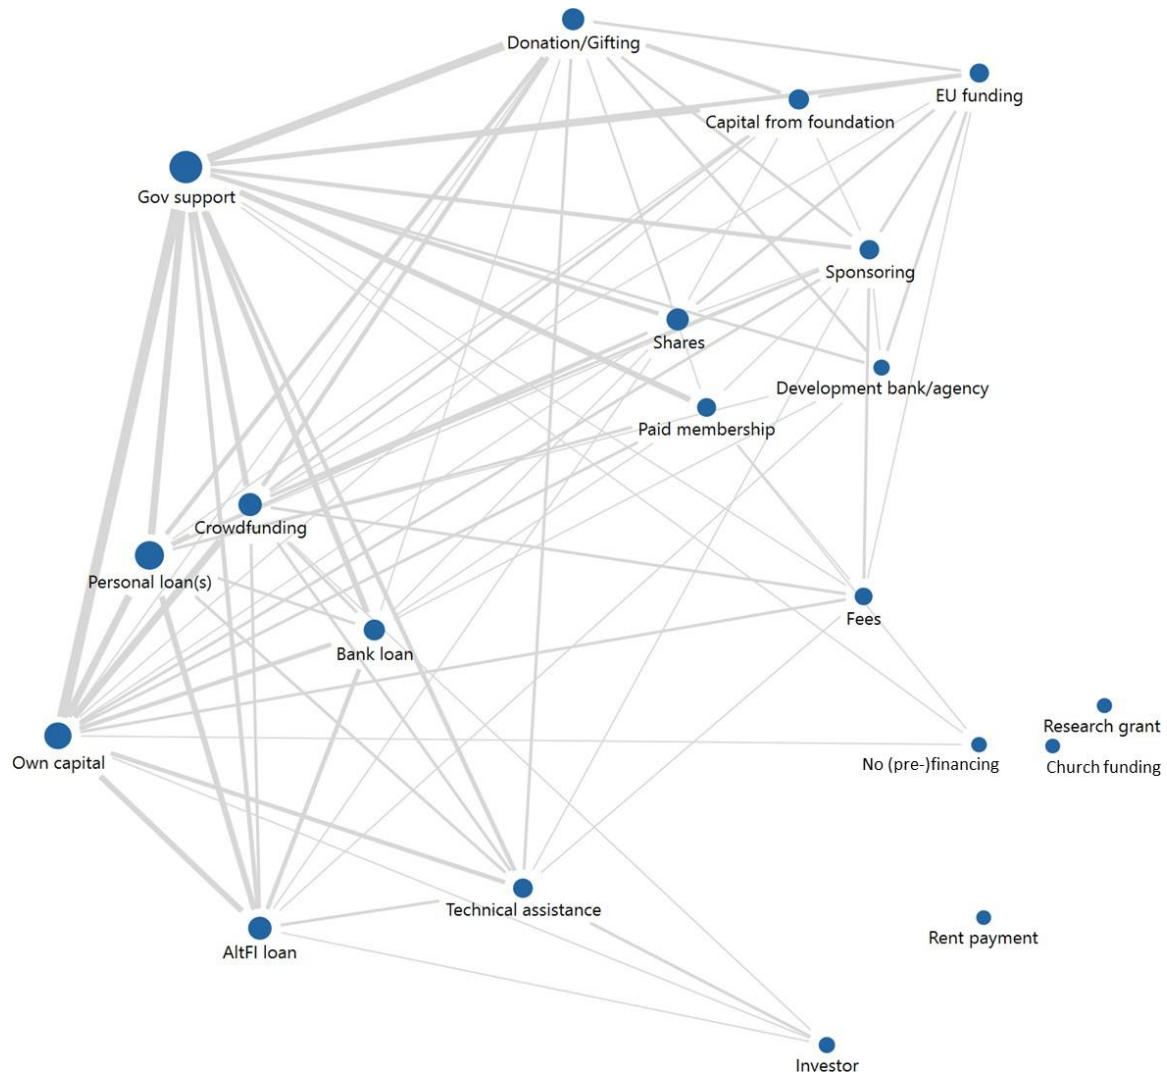 Donation/Gifting
EU funding
Capital from foundation
Gov support
Sponsoring
Shares
Development bank/agency
Paid membership
Crowdfunding
Personal loan(s)
Fees
Bank loan
Research grant
Own capital
No (pre-)financing
Church funding
Technical assistance
Rent payment
AltFI loan
Investor